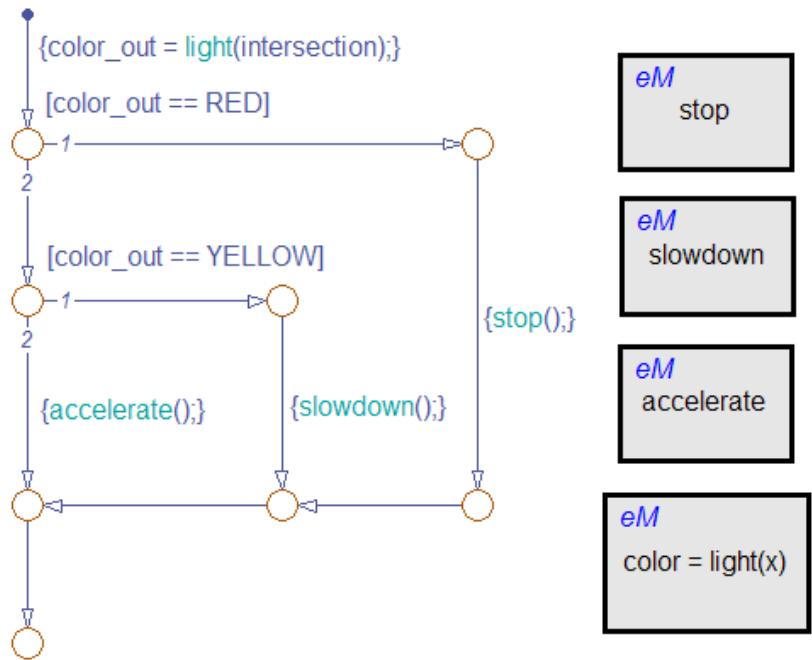 {color_out = light(intersection);}
[color_out == RED]
1
2
[color_out == YELLOW]
1
2
{stop();}
{accelerate();}
{slowdown();}
eM
stop
eM
slowdown
eM
accelerate
eM
color = light(x)